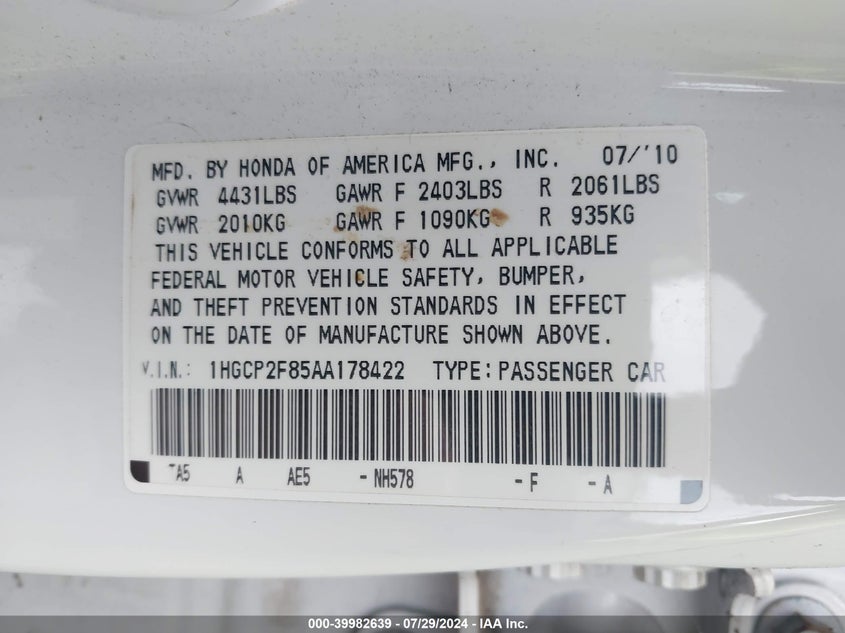 MFD. BY HONDA OF AMERICA MFG., INC. 07/'10
GVWR 4431LBS GAWR F 2403LBS R 2061LBS
GVWR 2010KG GAWR F 1090KG R 935KG
THIS VEHICLE CONFORMS TO ALL APPLICABLE
FEDERAL MOTOR VEHICLE SAFETY, BUMPER,
AND THEFT PREVENTION STANDARDS IN EFFECT
ON THE DATE OF MANUFACTURE SHOWN ABOVE.
V.I.N.: 1HGCP2F85AA178422 TYPE: PASSENGER CAR
TA5 A AE5 - NH578 - F - A
000-39982639 - 07/29/2024 - IAA Inc.